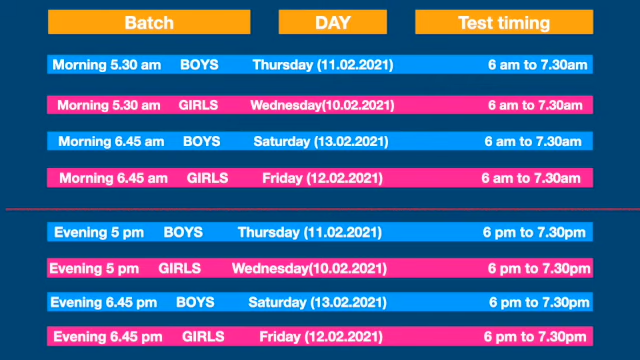 Batch DAY Test timing
Morning 5.30 am BOYS Thursday (11.02.2021) 6 am to 7.30am
Morning 5.30 am GIRLS Wednesday(10.02.2021) 6 am to 7.30am
Morning 6.45 am BOYS Saturday (13.02.2021) 6 am to 7.30am
Morning 6.45 am GIRLS Friday (12.02.2021) 6 am to 7.30am
Evening 5 pm BOYS Thursday (11.02.2021) 6 pm to 7.30pm
Evening 5 pm GIRLS Wednesday(10.02.2021) 6 pm to 7.30pm
Evening 6.45 pm BOYS Saturday (13.02.2021) 6 pm to 7.30pm
Evening 6.45 pm GIRLS Friday (12.02.2021) 6 pm to 7.30pm